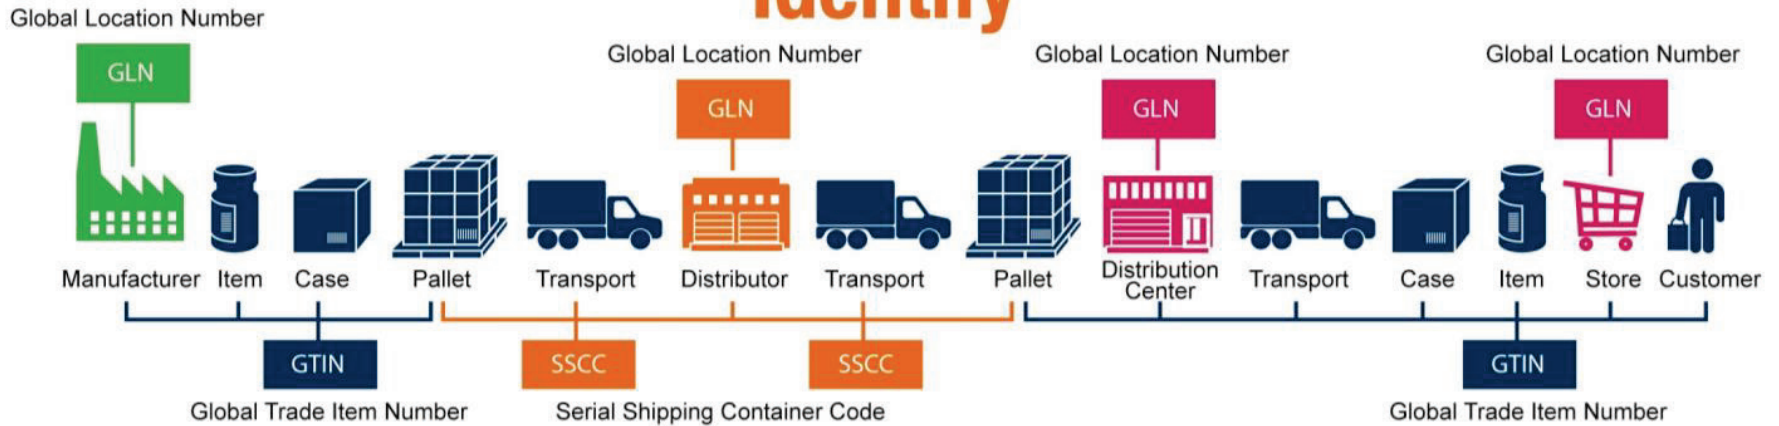 Identify
Global Location Number
GLN
Global Location Number
GLN
Global Location Number
GLN
Global Location Number
GLN
Manufacturer
Item
Case
Pallet
Transport
Distributor
Transport
Pallet
Distribution
Center
Transport
Case
Item
Store
Customer
GTIN
SSCC
SSCC
GTIN
Global Trade Item Number
Serial Shipping Container Code
Global Trade Item Number